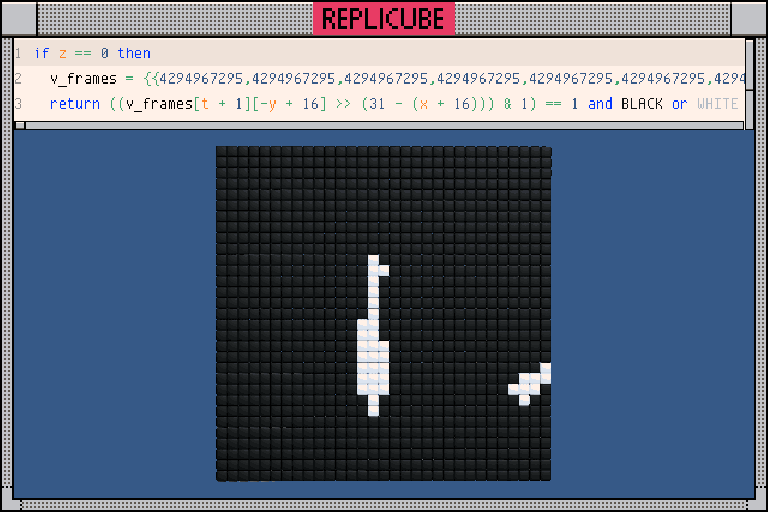 REPLICUBE
1 if z == 0 then
2 v_frames = {{4294967295,4294967295,4294967295,4294967295,4294967295,4294967295,4294
3 return ((v_frames[t + 1][-y + 16] >> (31 - (x + 16))) & 1) == 1 and BLACK or WHITE